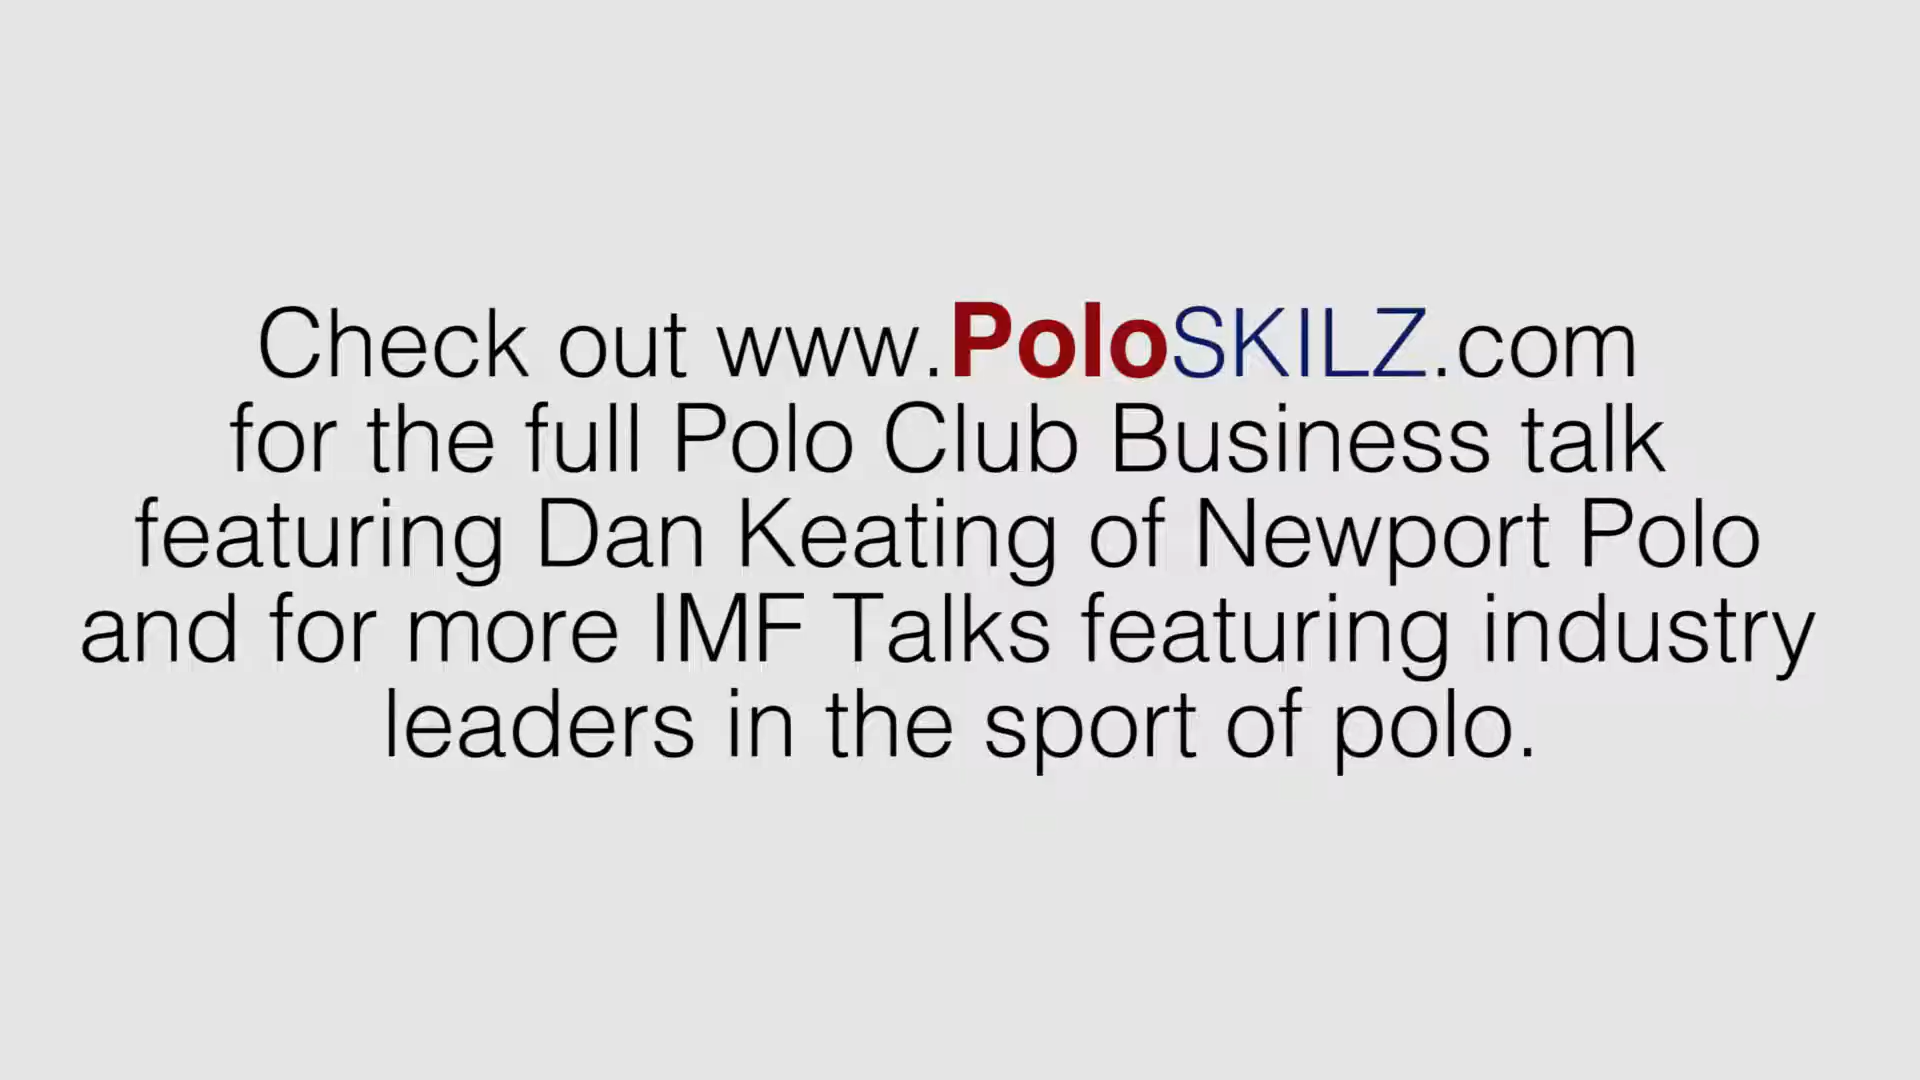 Check out www.PoloSKILZ.com
for the full Polo Club Business talk
featuring Dan Keating of Newport Polo
and for more IMF Talks featuring industry
leaders in the sport of polo.